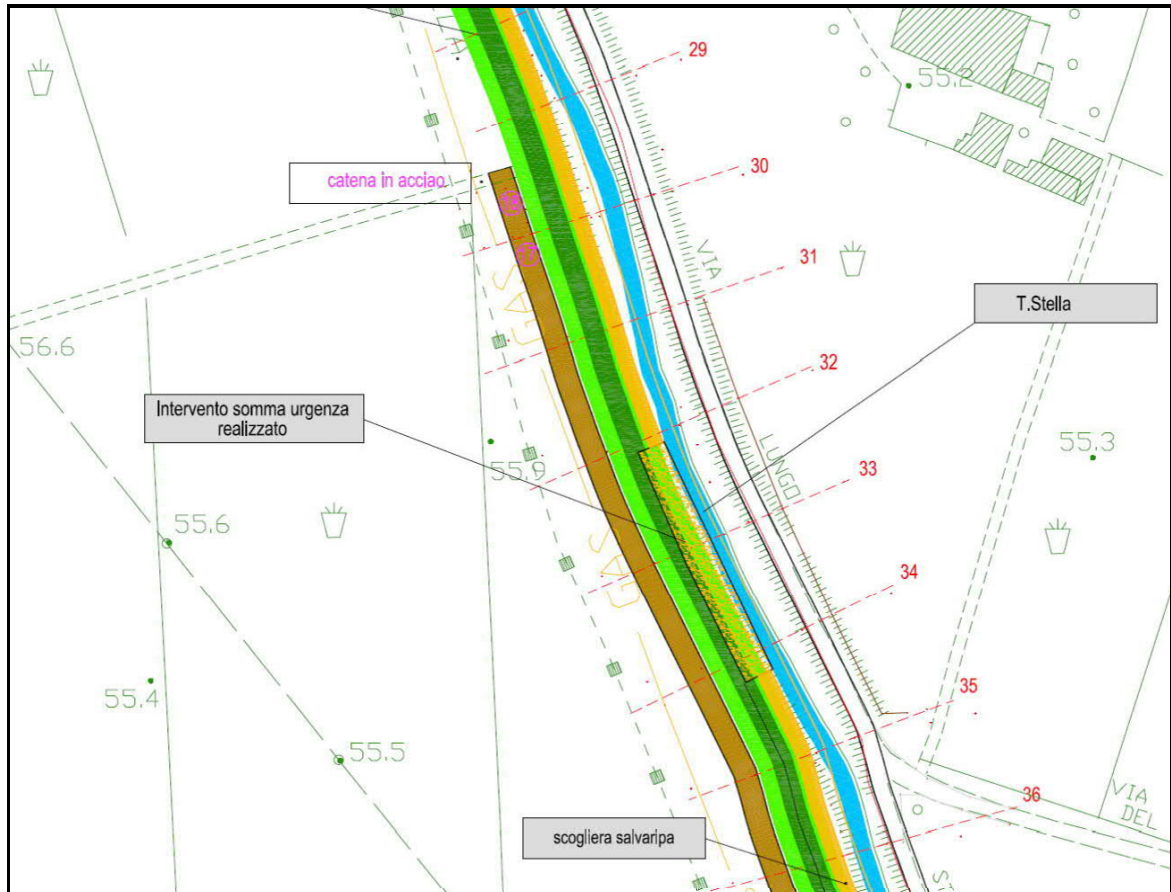 29
55.2
catena in acciao
30
VIA
31
T.Stella
GAS
56.6
32
Intervento somma urgenza
realizzato
LUNGO
55.3
55.9
33
55.6
GAS
34
55.4
35
55.5
36
VIA
DEL
scogliera salvaripa